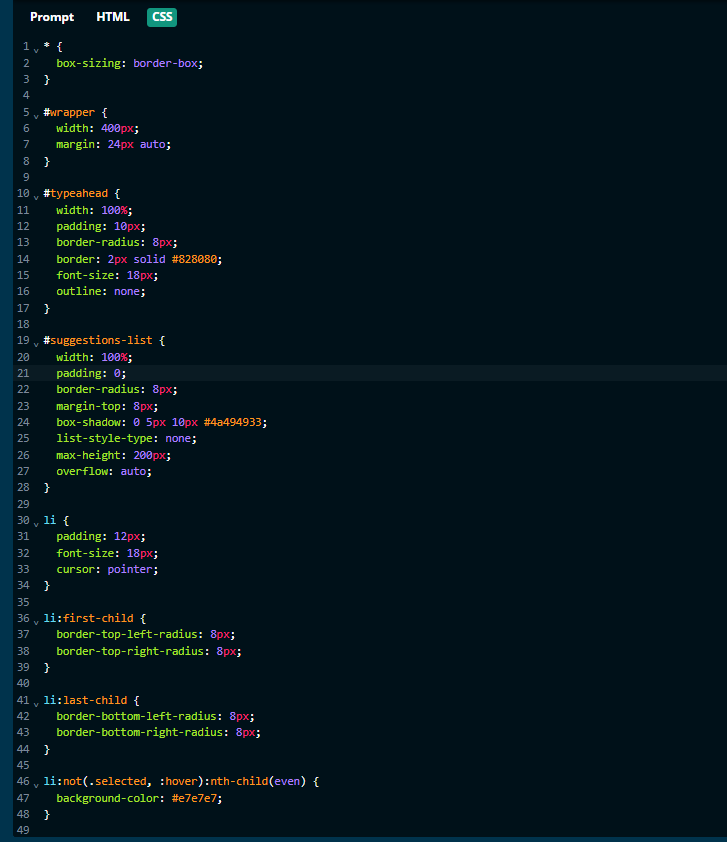 Prompt HTML CSS
1 * {
2   box-sizing: border-box;
3 }
4
5 #wrapper {
6   width: 400px;
7   margin: 24px auto;
8 }
9
10 #typeahead {
11   width: 100%;
12   padding: 10px;
13   border-radius: 8px;
14   border: 2px solid #828080;
15   font-size: 18px;
16   outline: none;
17 }
18
19 #suggestions-list {
20   width: 100%;
21   padding: 0;
22   border-radius: 8px;
23   margin-top: 8px;
24   box-shadow: 0 5px 10px #4a494933;
25   list-style-type: none;
26   max-height: 200px;
27   overflow: auto;
28 }
29
30 li {
31   padding: 12px;
32   font-size: 18px;
33   cursor: pointer;
34 }
35
36 li:first-child {
37   border-top-left-radius: 8px;
38   border-top-right-radius: 8px;
39 }
40
41 li:last-child {
42   border-bottom-left-radius: 8px;
43   border-bottom-right-radius: 8px;
44 }
45
46 li:not(.selected, :hover):nth-child(even) {
47   background-color: #e7e7e7;
48 }
49